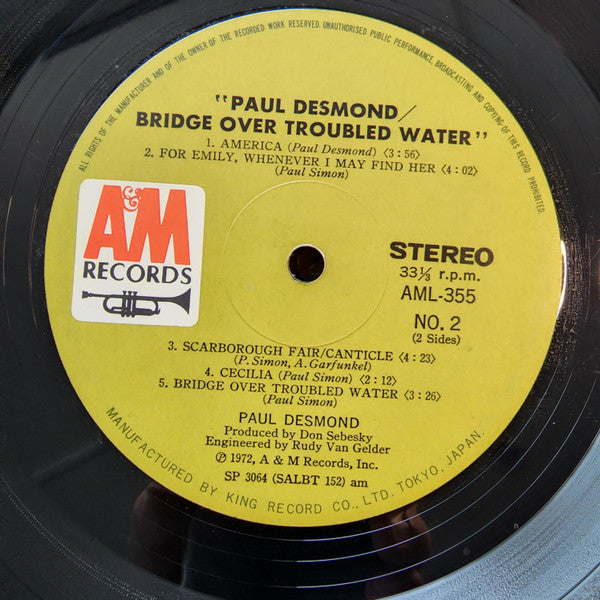 ALL RIGHTS OF THE MANUFACTURER, AND OF THE OWNER OF THE RECORDED WORK RESERVED. UNAUTHORISED PUBLIC PERFORMANCE, BROADCASTING AND COPYING OF THIS RECORD PROHIBITED.
"PAUL DESMOND/
BRIDGE OVER TROUBLED WATER"
1. AMERICA (Paul Desmond) ⟨3:56⟩
2. FOR EMILY, WHENEVER I MAY FIND HER ⟨4:02⟩
(Paul Simon)
A&M
RECORDS
STEREO
33⅓ r.p.m.
AML-355
NO. 2
(2 Sides)
3. SCARBOROUGH FAIR/CANTICLE ⟨4:23⟩
(P. Simon, A. Garfunkel)
4. CECILIA (Paul Simon) ⟨2:12⟩
5. BRIDGE OVER TROUBLED WATER ⟨3:26⟩
(Paul Simon)
PAUL DESMOND
Produced by Don Sebesky
Engineered by Rudy Van Gelder
℗ 1972, A & M Records, Inc.
SP 3064 (SALBT 152) am
MANUFACTURED BY KING RECORD CO., LTD. TOKYO, JAPAN.